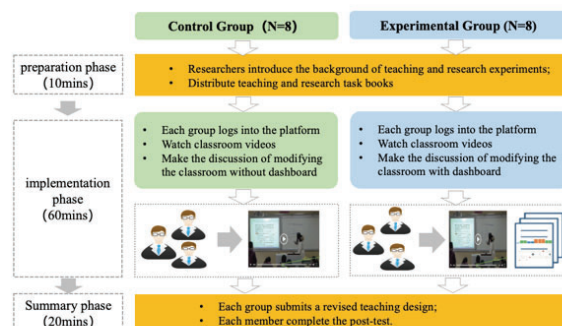 Control Group (N=8)
Experimental Group (N=8)
preparation phase
(10mins)
• Researchers introduce the background of teaching and research experiments;
• Distribute teaching and research task books
implementation
phase
(60mins)
• Each group logs into the platform
• Watch classroom videos
• Make the discussion of modifying
the classroom without dashboard
• Each group logs into the platform
• Watch classroom videos
• Make the discussion of modifying the
classroom with dashboard
Summary phase
(20mins)
• Each group submits a revised teaching design;
• Each member complete the post-test.